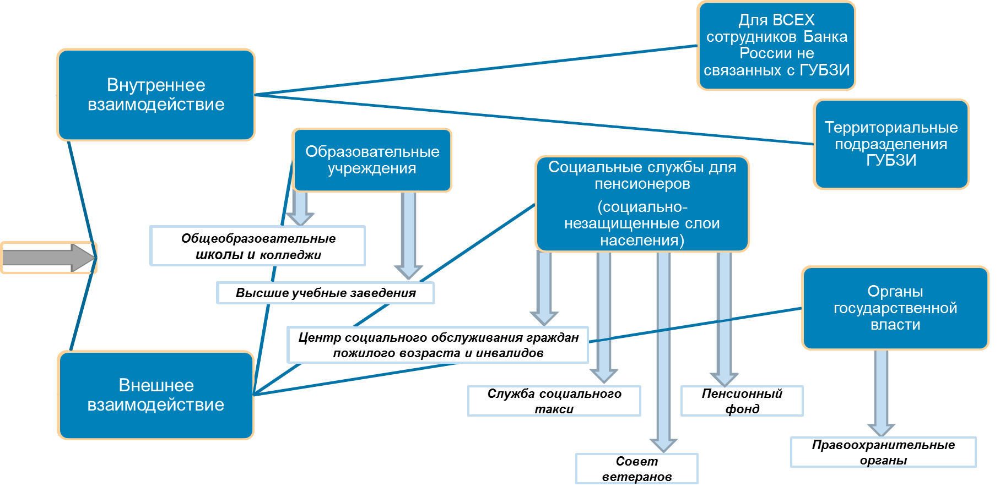 Для ВСЕХ
сотрудников Банка
России не
связанных с ГУБЗИ
Внутреннее
взаимодействие
Территориальные
подразделения
ГУБЗИ
Образовательные
учреждения
Социальные службы для
пенсионеров
(социально-
незащищенные слои
населения)
Общеобразовательные
школы и колледжи
Высшие учебные заведения
Органы
государственной
власти
Центр социального обслуживания граждан
пожилого возраста и инвалидов
Внешнее
взаимодействие
Служба социального
такси
Пенсионный
фонд
Совет
ветеранов
Правоохранительные
органы